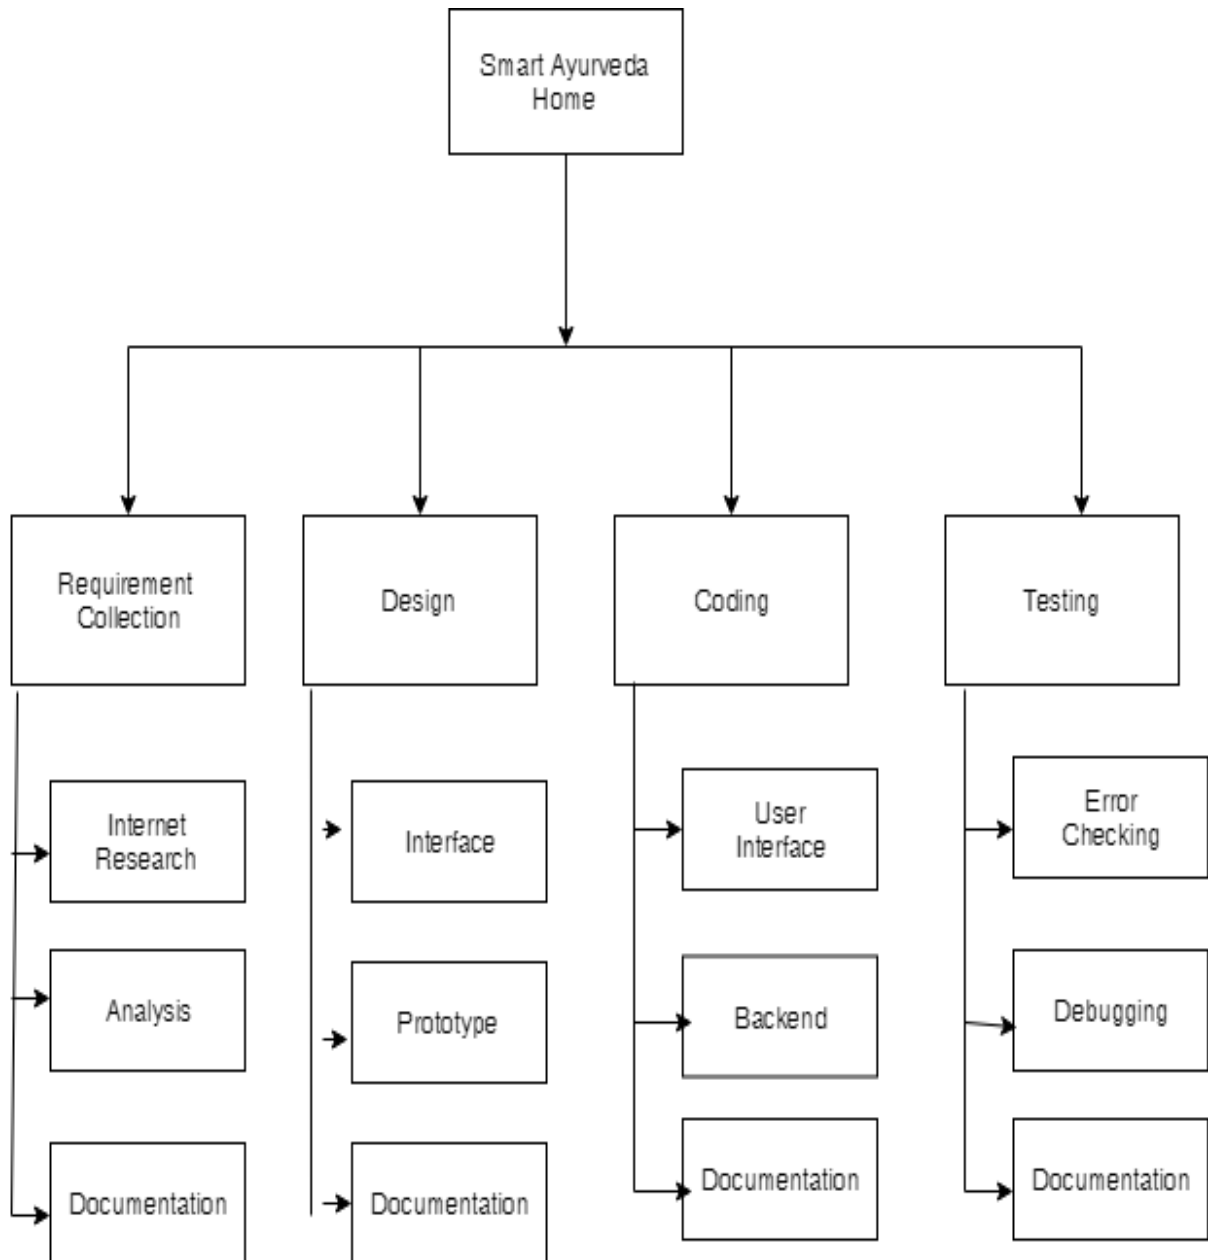 Smart Ayurveda
Home
Requirement
Collection
Design
Coding
Testing
Internet
Research
Interface
User
Interface
Error
Checking
Analysis
Prototype
Backend
Debugging
Documentation
Documentation
Documentation
Documentation